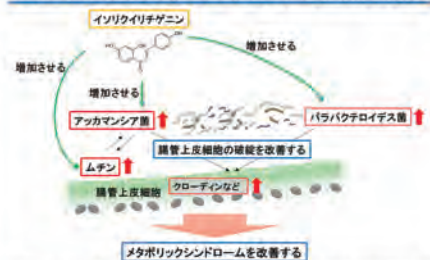 イソリクイリチゲニン
HO
OH
OH
O
増加させる
増加させる
増加させる
アッカマンシア菌
パラバクテロイデス菌
腸管上皮細胞の破綻を改善する
ムチン
腸管上皮細胞
クローディンなど
メタボリックシンドロームを改善する